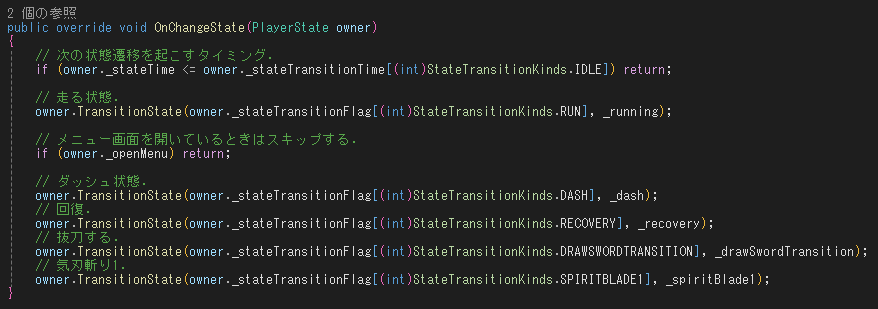 2 個の参照
public override void OnChangeState(PlayerState owner)
{
// 次の状態遷移を起こすタイミング.
if (owner._stateTime <= owner._stateTransitionTime[(int)StateTransitionKinds.IDLE]) return;
// 走る状態.
owner.TransitionState(owner._stateTransitionFlag[(int)StateTransitionKinds.RUN], _running);
// メニュー画面を開いているときはスキップする.
if (owner._openMenu) return;
// ダッシュ状態.
owner.TransitionState(owner._stateTransitionFlag[(int)StateTransitionKinds.DASH], _dash);
// 回復.
owner.TransitionState(owner._stateTransitionFlag[(int)StateTransitionKinds.RECOVERY], _recovery);
// 抜刀する.
owner.TransitionState(owner._stateTransitionFlag[(int)StateTransitionKinds.DRAWSWORDTRANSITION], _drawSwordTransition);
// 気刃斬り1.
owner.TransitionState(owner._stateTransitionFlag[(int)StateTransitionKinds.SPIRITBLADE1], _spiritBlade1);
}